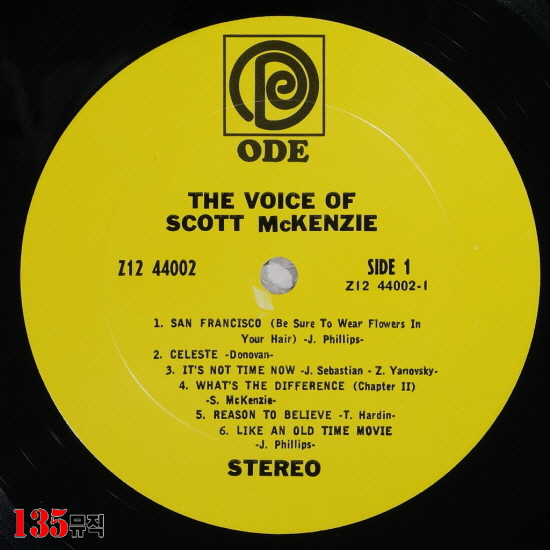 ODE
THE VOICE OF
SCOTT McKENZIE
Z12 44002
SIDE 1
Z12 44002-1
1. SAN FRANCISCO (Be Sure To Wear Flowers In
Your Hair) -J. Phillips-
2. CELESTE -Donovan-
3. IT'S NOT TIME NOW -J. Sebastian - Z. Yanovsky-
4. WHAT'S THE DIFFERENCE (Chapter II)
-S. McKenzie-
5. REASON TO BELIEVE -T. Hardin-
6. LIKE AN OLD TIME MOVIE
-J. Phillips-
STEREO
135뮤직